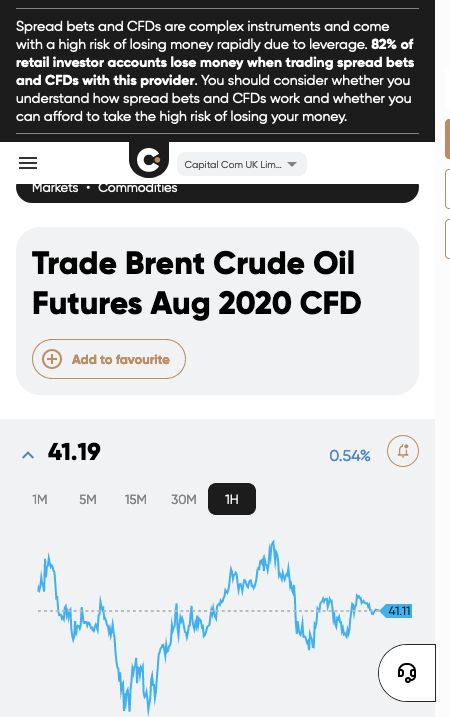 Spread bets and CFDs are complex instruments and come
with a high risk of losing money rapidly due to leverage. 82% of
retail investor accounts lose money when trading spread bets
and CFDs with this provider. You should consider whether you
understand how spread bets and CFDs work and whether you
can afford to take the high risk of losing your money.
Capital Com UK Lim...
Markets • Commodities
Trade Brent Crude Oil
Futures Aug 2020 CFD
Add to favourite
41.19
0.54%
1M 5M 15M 30M 1H
41.11